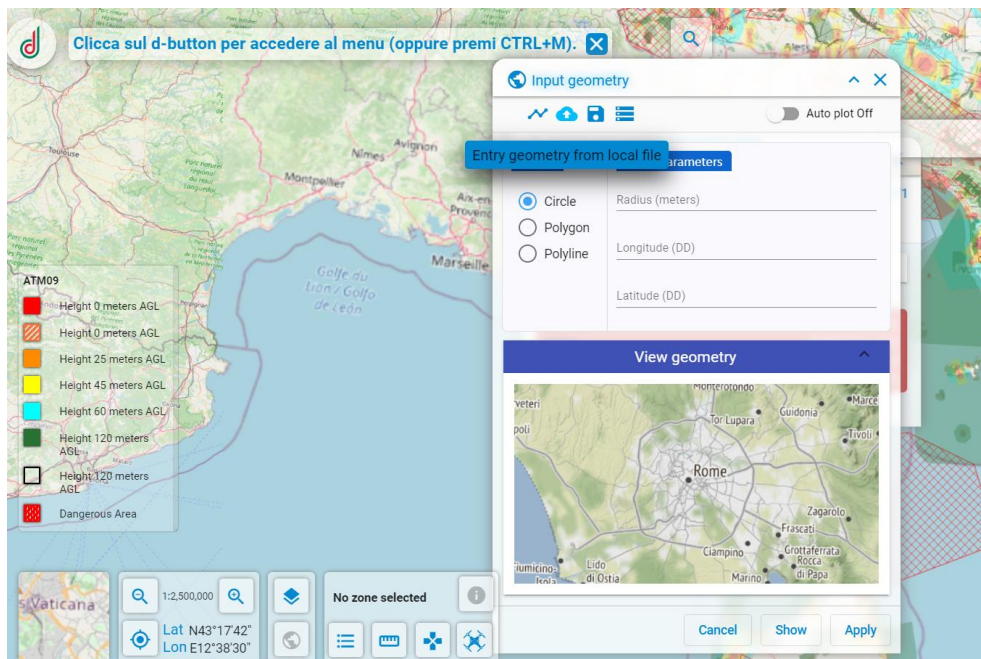 Clicca sul d-button per accedere al menu (oppure premi CTRL+M).
Input geometry
Auto plot Off
Entry geometry from local file
Circle
Polygon
Polyline
Radius (meters)
Longitude (DD)
Latitude (DD)
View geometry
Monterotondo
Tor Lupara
Guidonia
Tivoli
Rome
Zagarolo
Frascati
Ciampino
Grottaferrata
Rocca
di Papa
Marino
Lido
di Ostia
Cancel
Show
Apply
Toulouse
Nîmes
Avignon
Montpellier
Aix-en-
Provence
Marseille
Golfe du
Lion / Golfo
de León
ATM09
Height 0 meters AGL
Height 0 meters AGL
Height 25 meters AGL
Height 45 meters AGL
Height 60 meters AGL
Height 120 meters
AGL
Height 120 meters
AGL
Dangerous Area
Vaticana
1:2,500,000
Lat N43°17'42"
Lon E12°38'30"
No zone selected